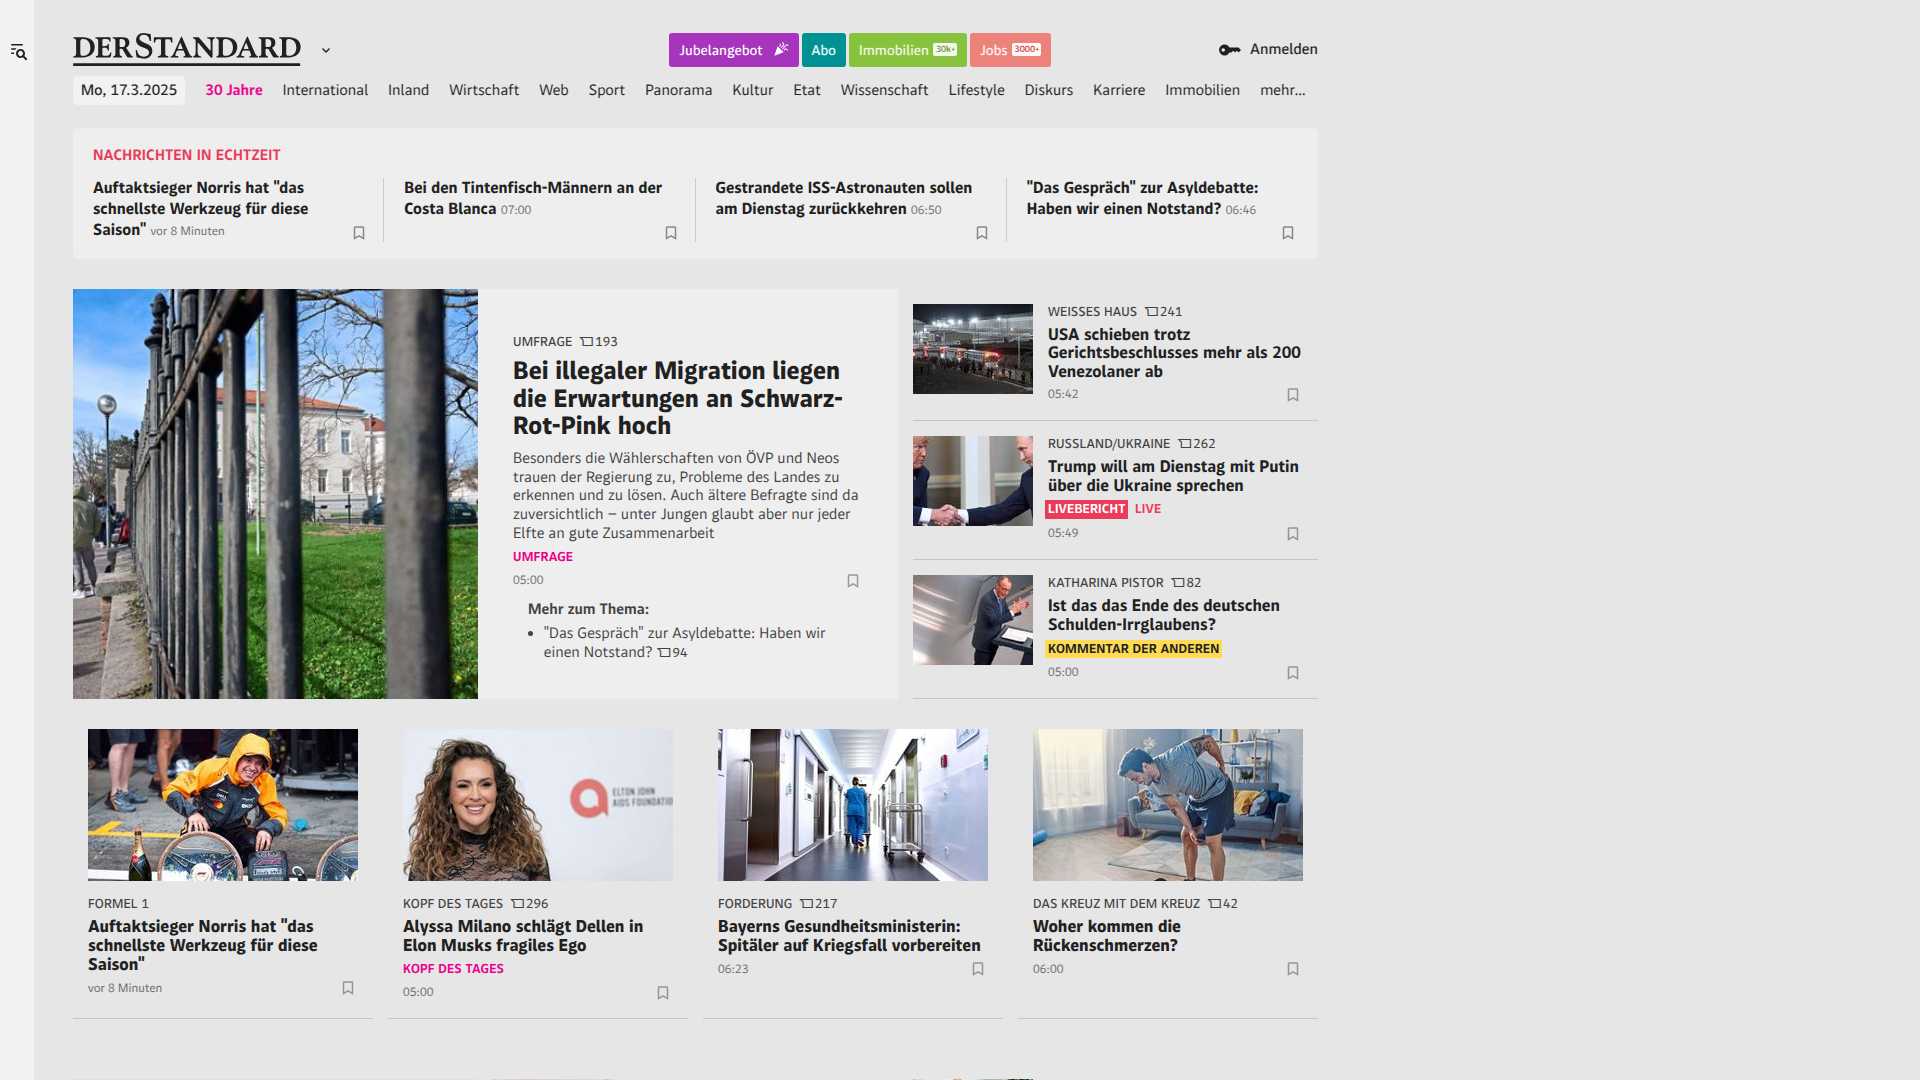 DERSTANDARD
Jubelangebot
Abo
Immobilien 30k+
Jobs 3000+
Anmelden
Mo, 17.3.2025
30 Jahre
International
Inland
Wirtschaft
Web
Sport
Panorama
Kultur
Etat
Wissenschaft
Lifestyle
Diskurs
Karriere
Immobilien
mehr...
NACHRICHTEN IN ECHTZEIT
Auftaktsieger Norris hat "das
schnellste Werkzeug für diese
Saison" vor 8 Minuten
Bei den Tintenfisch-Männern an der
Costa Blanca 07:00
Gestrandete ISS-Astronauten sollen
am Dienstag zurückkehren 06:50
"Das Gespräch" zur Asyldebatte:
Haben wir einen Notstand? 06:46
UMFRAGE 193
Bei illegaler Migration liegen
die Erwartungen an Schwarz-
Rot-Pink hoch
Besonders die Wählerschaften von ÖVP und Neos
trauen der Regierung zu, Probleme des Landes zu
erkennen und zu lösen. Auch ältere Befragte sind da
zuversichtlich – unter Jungen glaubt aber nur jeder
Elfte an gute Zusammenarbeit
UMFRAGE
05:00
Mehr zum Thema:
• "Das Gespräch" zur Asyldebatte: Haben wir
einen Notstand? 94
WEISSES HAUS 241
USA schieben trotz
Gerichtsbeschlusses mehr als 200
Venezolaner ab
05:42
RUSSLAND/UKRAINE 262
Trump will am Dienstag mit Putin
über die Ukraine sprechen
LIVEBERICHT LIVE
05:49
KATHARINA PISTOR 82
Ist das das Ende des deutschen
Schulden-Irrglaubens?
KOMMENTAR DER ANDEREN
05:00
FORMEL 1
Auftaktsieger Norris hat "das
schnellste Werkzeug für diese
Saison"
vor 8 Minuten
ELTON JOHN
AIDS FOUNDATIO
KOPF DES TAGES 296
Alyssa Milano schlägt Dellen in
Elon Musks fragiles Ego
KOPF DES TAGES
05:00
FORDERUNG 217
Bayerns Gesundheitsministerin:
Spitäler auf Kriegsfall vorbereiten
06:23
DAS KREUZ MIT DEM KREUZ 42
Woher kommen die
Rückenschmerzen?
06:00